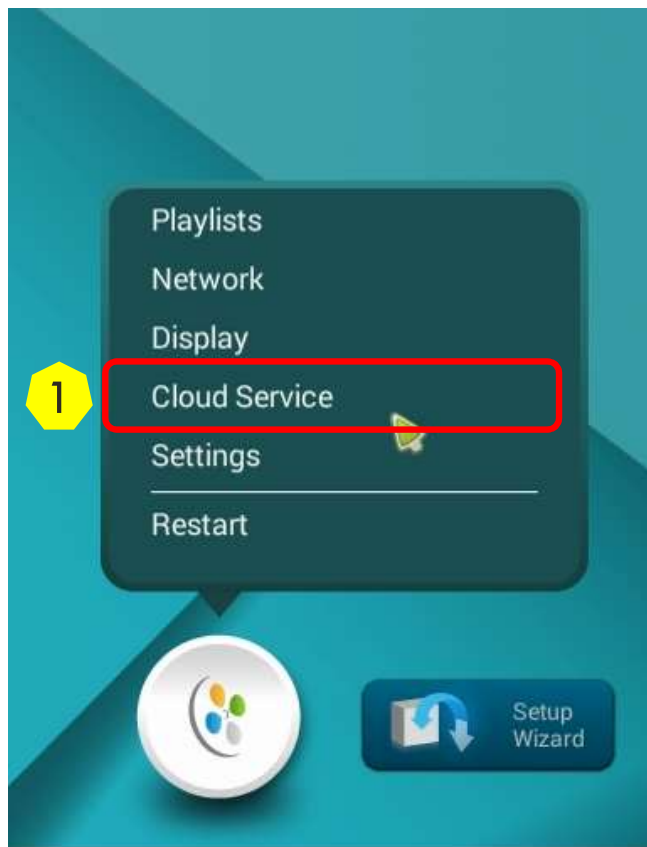 Playlists
Network
Display
1
Cloud Service
Settings
Restart
Setup
Wizard